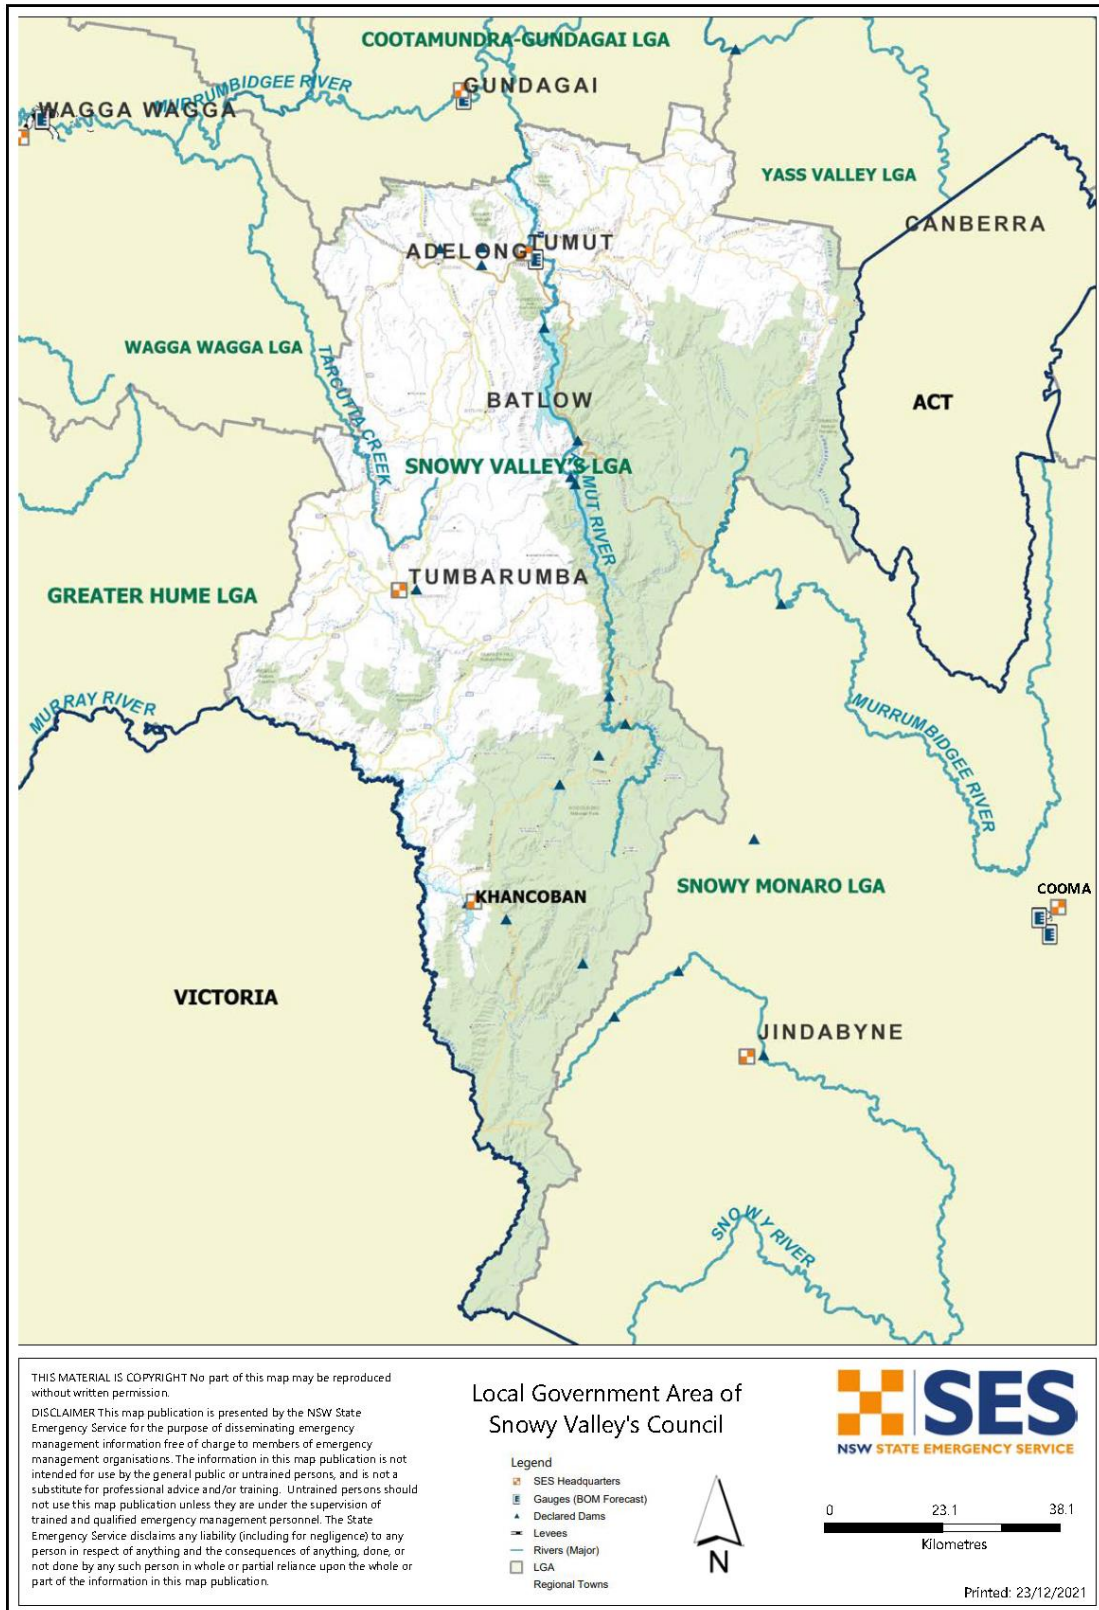 COOTAMUNDRA-GUNDAGAI LGA
GUNDAGAI
MURRUMBIDGEE RIVER
WAGGA WAGGA
YASS VALLEY LGA
CANBERRA
TUMUT
ADELONG
WAGGA WAGGA LGA
TARCUTTA CREEK
BATLOW
ACT
SNOWY VALLEY'S LGA
TUMUT RIVER
TUMBARUMBA
GREATER HUME LGA
MURRAY RIVER
MURRUMBIDGEE RIVER
SNOWY MONARO LGA
COOMA
KHANCOBAN
VICTORIA
JINDABYNE
SNOWY RIVER
THIS MATERIAL IS COPYRIGHT No part of this map may be reproduced
without written permission.
DISCLAIMER This map publication is presented by the NSW State
Emergency Service for the purpose of disseminating emergency
management information free of charge to members of emergency
management organisations. The information in this map publication is not
intended for use by the general public or untrained persons, and is not a
substitute for professional advice and/or training. Untrained persons should
not use this map publication unless they are under the supervision of
trained and qualified emergency management personnel. The State
Emergency Service disclaims any liability (including for negligence) to any
person in respect of anything and the consequences of anything, done, or
not done by any such person in whole or partial reliance upon the whole or
part of the information in this map publication.
Local Government Area of
Snowy Valley's Council
Legend
SES Headquarters
Gauges (BOM Forecast)
Declared Dams
Levees
Rivers (Major)
LGA
Regional Towns
N
SES
NSW STATE EMERGENCY SERVICE
0 23.1 38.1
Kilometres
Printed: 23/12/2021